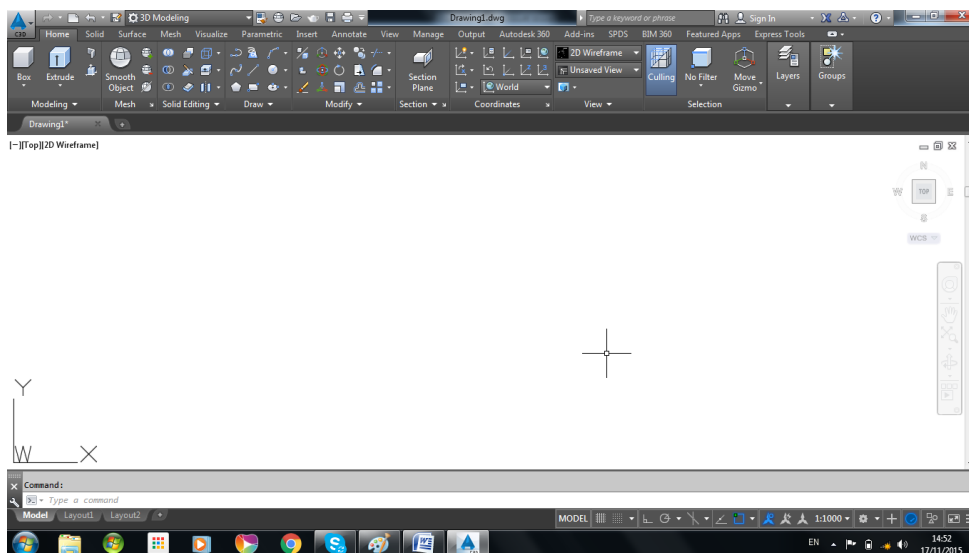 3D Modeling Drawing1.dwg Type a keyword or phrase Sign In
C3D Home Solid Surface Mesh Visualize Parametric Insert Annotate View Manage Output Autodesk 360 Add-ins SPDS BIM 360 Featured Apps Express Tools
2D Wireframe
Unsaved View
Box Extrude Smooth Object Section Plane World Culling No Filter Move Gizmo Layers Groups
Modeling Mesh Solid Editing Draw Modify Section Coordinates View Selection
Drawing1*
[−][Top][2D Wireframe]
N
W TOP E
S
WCS
Y
W X
Command:
Type a command
Model Layout1 Layout2 MODEL 1:1000
EN 14:52
17/11/2015